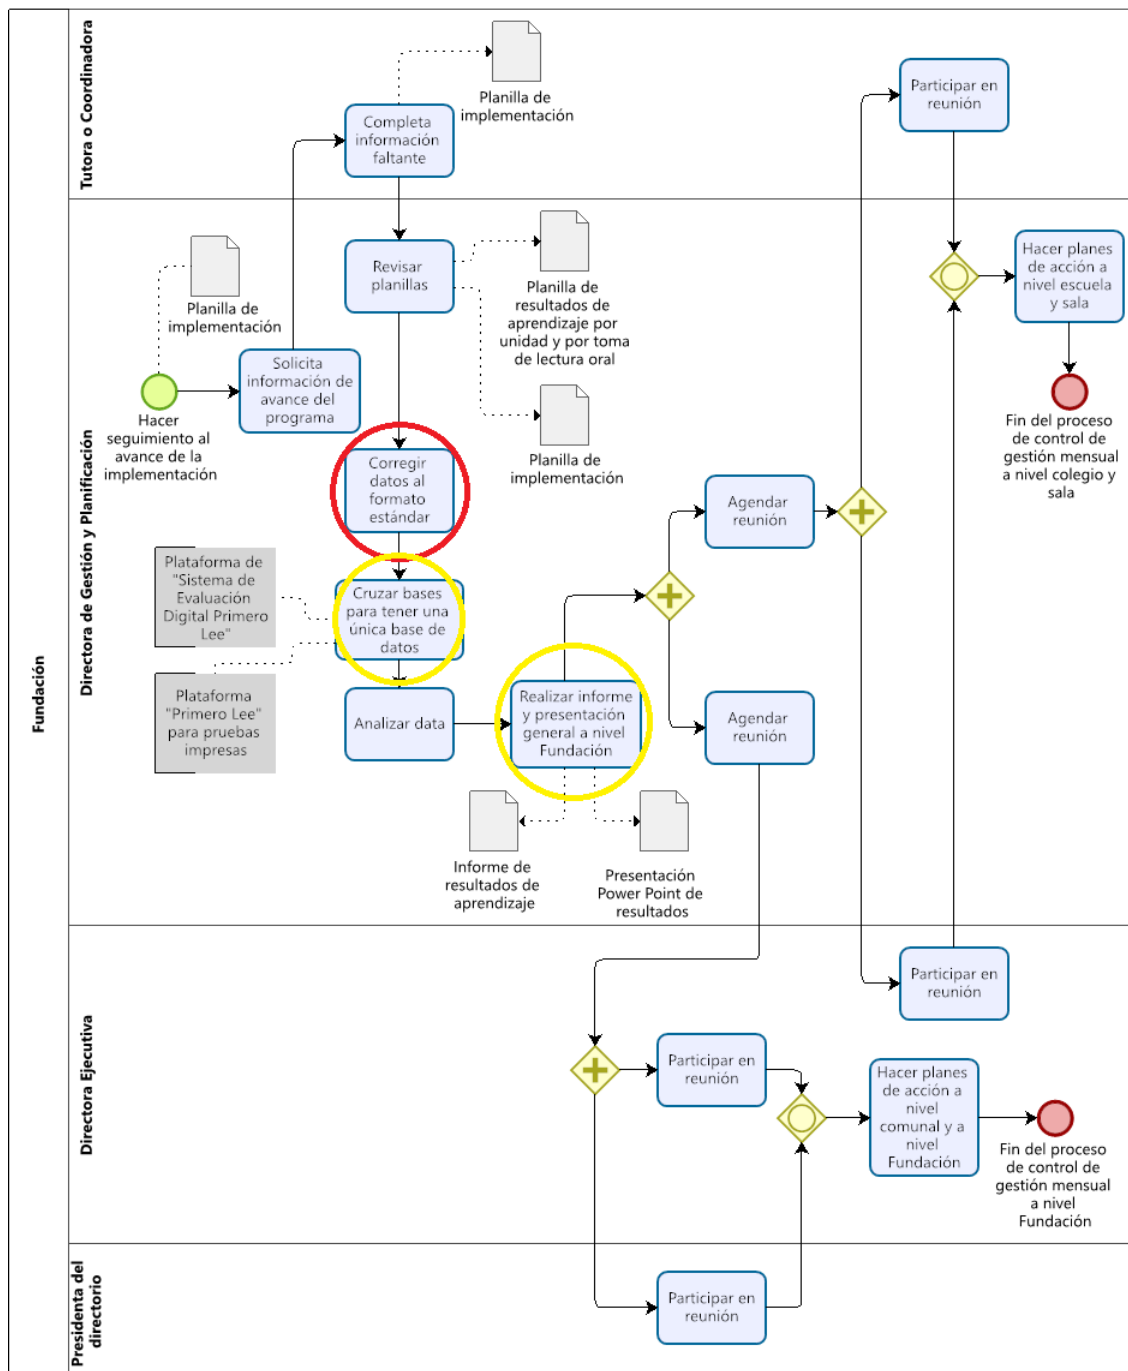 Fundación
Tutora o Coordinadora
Planilla de
implementación
Completa
información
faltante
Participar en
reunión
Directora de Gestión y Planificación
Planilla de
implementación
Hacer
seguimiento al
avance de la
implementación
Solicita
información de
avance del
programa
Revisar
planillas
Planilla de
resultados de
aprendizaje por
unidad y por toma
de lectura oral
Planilla de
implementación
Corregir
datos al
formato
estándar
Plataforma de
"Sistema de
Evaluación
Digital Primero
Lee"
Cruzar bases
para tener una
única base de
datos
Plataforma
"Primero Lee"
para pruebas
impresas
Analizar data
Realizar informe
y presentación
general a nivel
Fundación
Informe de
resultados de
aprendizaje
Presentación
Power Point de
resultados
Agendar
reunión
Agendar
reunión
Hacer planes
de acción a
nivel escuela
y sala
Fin del proceso
de control de
gestión mensual
a nivel colegio y
sala
Directora Ejecutiva
Participar en
reunión
Participar en
reunión
Hacer planes
de acción a
nivel
comunal y a
nivel
Fundación
Fin del proceso
de control de
gestión mensual
a nivel
Fundación
Presidenta del
directorio
Participar en
reunión